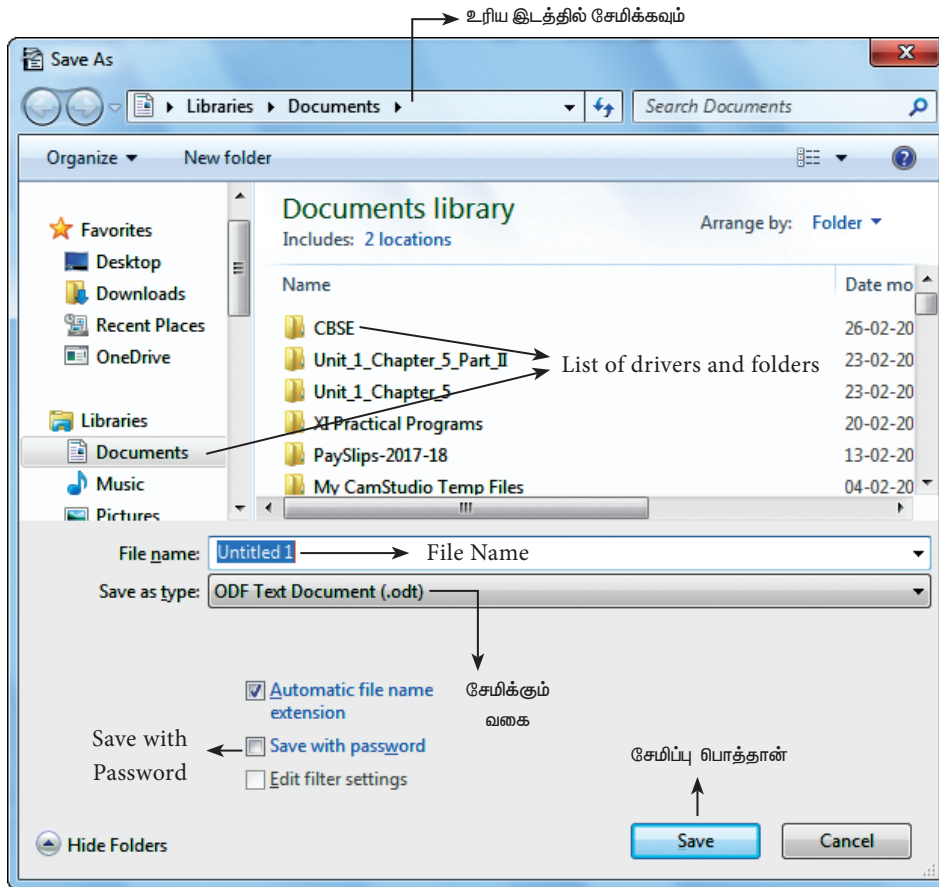 உரிய இடத்தில் சேமிக்கவும்
Save As
Libraries Documents
Search Documents
Organize New folder
Favorites
Desktop
Downloads
Recent Places
OneDrive
Libraries
Documents
Music
Pictures
Documents library
Includes: 2 locations
Arrange by: Folder
Name Date mo
CBSE 26-02-20
Unit_1_Chapter_5_Part_II 23-02-20
List of drivers and folders
Unit_1_Chapter_5 23-02-20
XI Practical Programs 20-02-20
PaySlips-2017-18 13-02-20
My CamStudio Temp Files 04-02-20
File name: Untitled 1 File Name
Save as type: ODF Text Document (.odt)
Automatic file name
extension
சேமிக்கும்
வகை
Save with
Password
Save with password
Edit filter settings
சேமிப்பு பொத்தான்
Hide Folders
Save Cancel